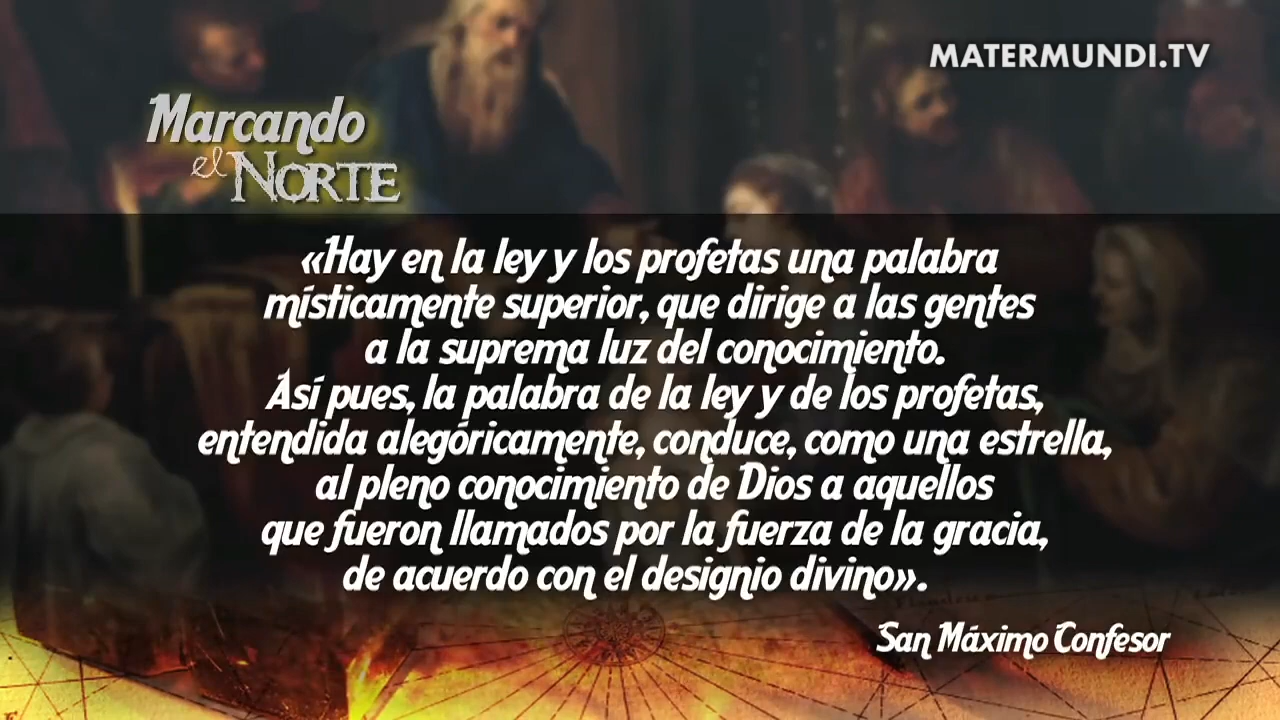 MATERMUNDI.TV
Marcando
el NORTE
«Hay en la ley y los profetas una palabra
místicamente superior, que dirige a las gentes
a la suprema luz del conocimiento.
Así pues, la palabra de la ley y de los profetas,
entendida alegóricamente, conduce, como una estrella,
al pleno conocimiento de Dios a aquellos
que fueron llamados por la fuerza de la gracia,
de acuerdo con el designio divino».
San Máximo Confesor